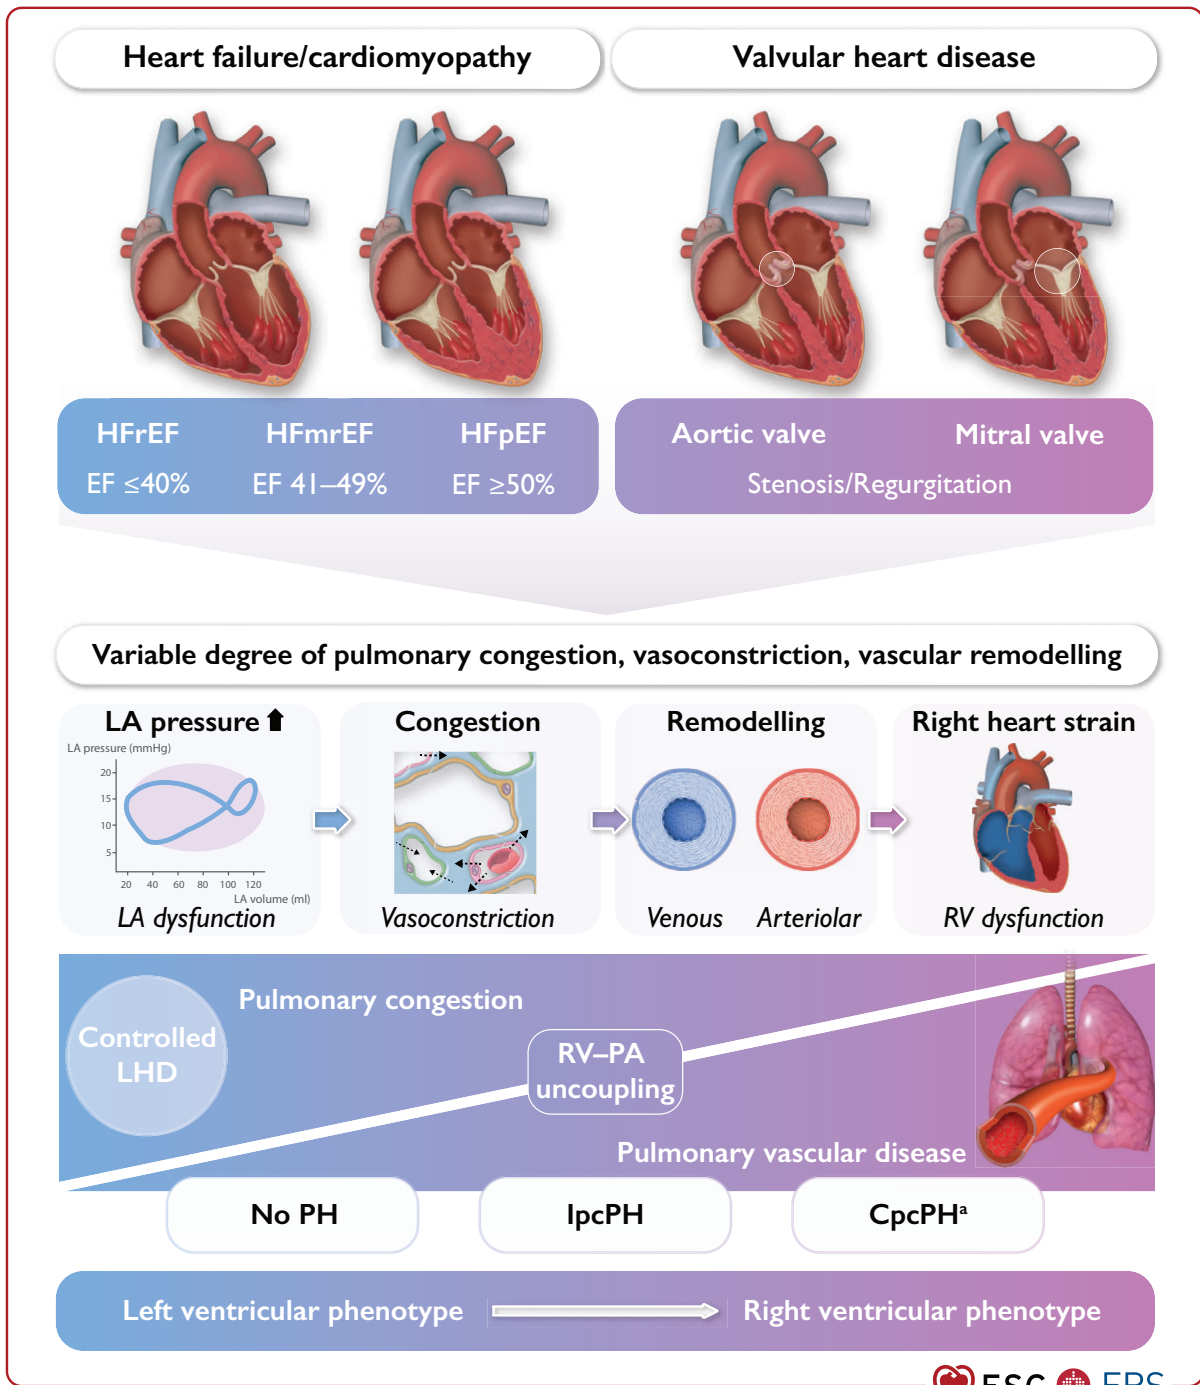 Heart failure/cardiomyopathy
Valvular heart disease
HFrEF
HFmrEF
HFpEF
EF ≤40%
EF 41–49%
EF ≥50%
Aortic valve
Mitral valve
Stenosis/Regurgitation
Variable degree of pulmonary congestion, vasoconstriction, vascular remodelling
LA pressure
LA pressure (mmHg)
20
15
10
5
20 40 60 80 100 120
LA volume (ml)
LA dysfunction
Congestion
Vasoconstriction
Remodelling
Venous
Arteriolar
Right heart strain
RV dysfunction
Controlled
LHD
Pulmonary congestion
RV–PA
uncoupling
Pulmonary vascular disease
No PH
IpcPH
CpcPHᵃ
Left ventricular phenotype
Right ventricular phenotype
ESC
ERS